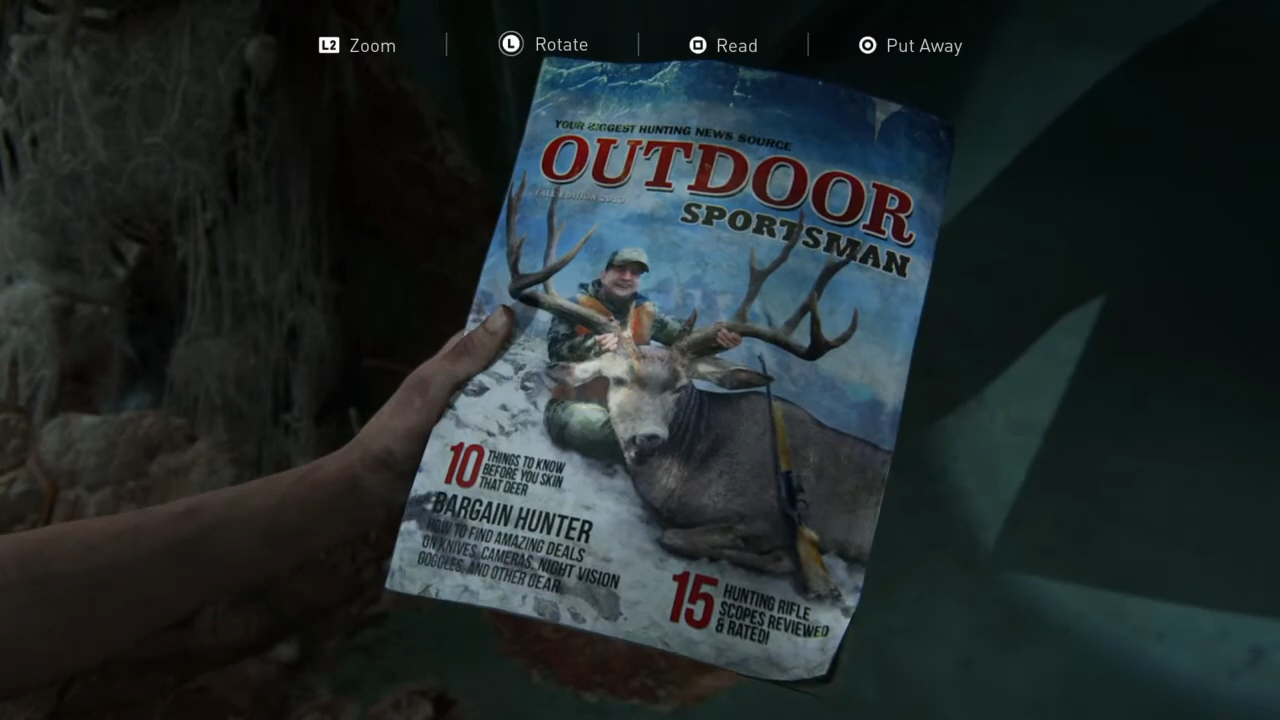 L2 Zoom
L Rotate
Read
Put Away
YOUR BIGGEST HUNTING NEWS SOURCE
OUTDOOR
SPORTSMAN
FALL EDITION
10 THINGS TO KNOW
BEFORE YOU SKIN
THAT DEER
BARGAIN HUNTER
HOW TO FIND AMAZING DEALS
ON KNIVES, CAMERAS, NIGHT VISION
GOGGLES, AND OTHER GEAR
15 HUNTING RIFLE
SCOPES REVIEWED
& RATED!